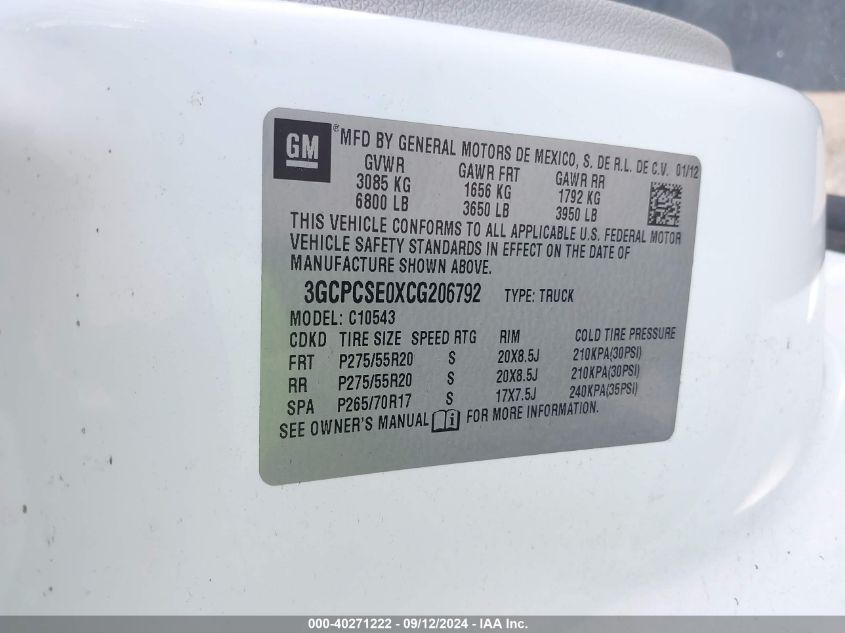 GM ® MFD BY GENERAL MOTORS DE MEXICO, S. DE R.L. DE C.V. 01/12
GVWR GAWR FRT GAWR RR
3085 KG 1656 KG 1792 KG
6800 LB 3650 LB 3950 LB
THIS VEHICLE CONFORMS TO ALL APPLICABLE U.S. FEDERAL MOTOR
VEHICLE SAFETY STANDARDS IN EFFECT ON THE DATE OF
MANUFACTURE SHOWN ABOVE.
3GCPCSE0XCG206792 TYPE: TRUCK
MODEL: C10543
CDKD TIRE SIZE SPEED RTG RIM COLD TIRE PRESSURE
FRT P275/55R20 S 20X8.5J 210KPA(30PSI)
RR P275/55R20 S 20X8.5J 210KPA(30PSI)
SPA P265/70R17 S 17X7.5J 240KPA(35PSI)
SEE OWNER'S MANUAL i FOR MORE INFORMATION.
000-40271222 - 09/12/2024 - IAA Inc.